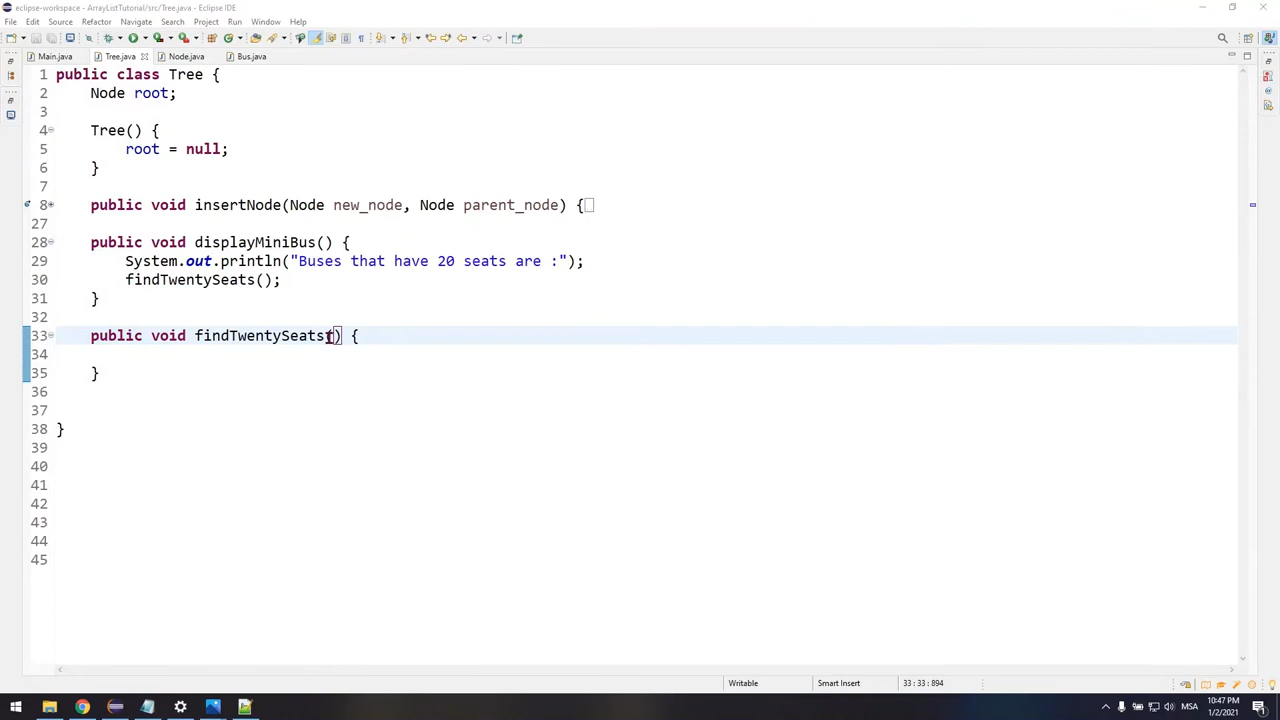 eclipse-workspace - ArrayListTutorial/src/Tree.java - Eclipse IDE
File Edit Source Refactor Navigate Search Project Run Window Help
Main.java Tree.java Node.java Bus.java
1 public class Tree {
2 Node root;
3
4 Tree() {
5 root = null;
6 }
7
8 public void insertNode(Node new_node, Node parent_node) {
27
28 public void displayMiniBus() {
29 System.out.println("Buses that have 20 seats are :");
30 findTwentySeats();
31 }
32
33 public void findTwentySeats() {
34
35 }
36
37
38 }
39
40
41
42
43
44
45
Writable Smart Insert 33 : 33 : 894
MSA 10:47 PM
1/2/2021